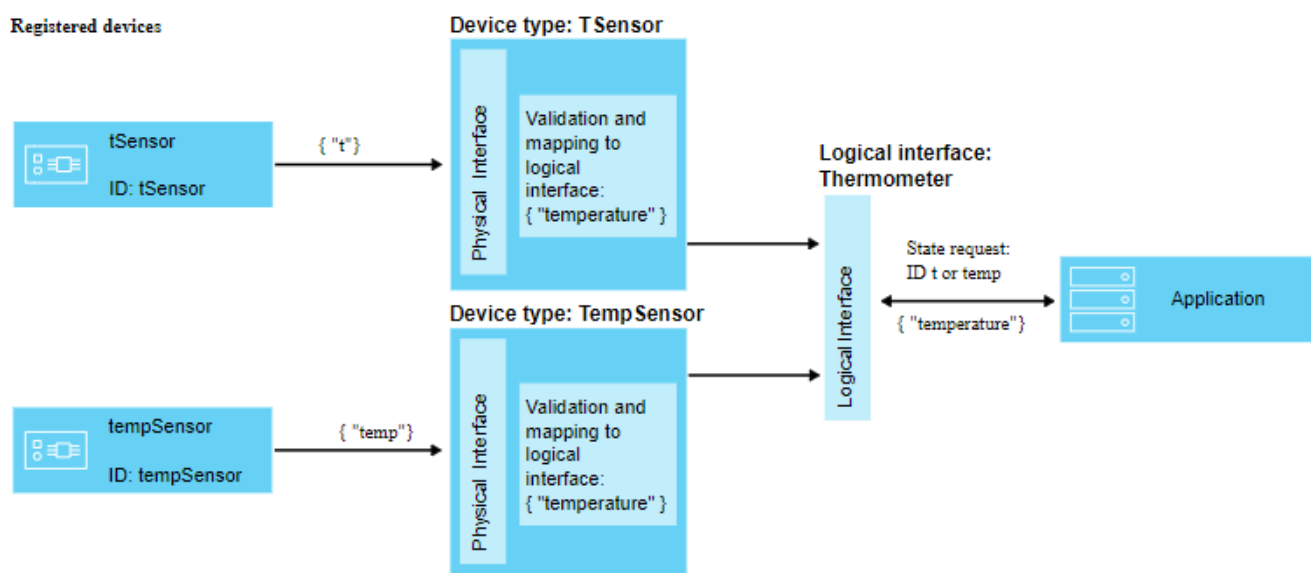 Registered devices
Device type: TSensor
tSensor
ID: tSensor
{ "t"}
Physical Interface
Validation and
mapping to
logical
interface:
{ "temperature" }
Device type: TempSensor
tempSensor
ID: tempSensor
{ "temp"}
Physical Interface
Validation and
mapping to
logical
interface:
{ "temperature" }
Logical interface:
Thermometer
Logical Interface
State request:
ID t or temp
{ "temperature"}
Application